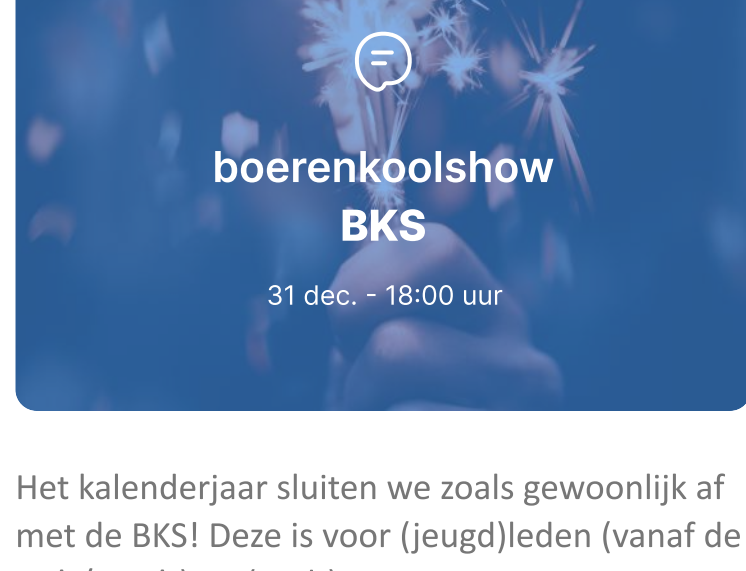 boerenkoolshow
BKS
31 dec. - 18:00 uur
Het kalenderjaar sluiten we zoals gewoonlijk af
met de BKS! Deze is voor (jeugd)leden (vanaf de